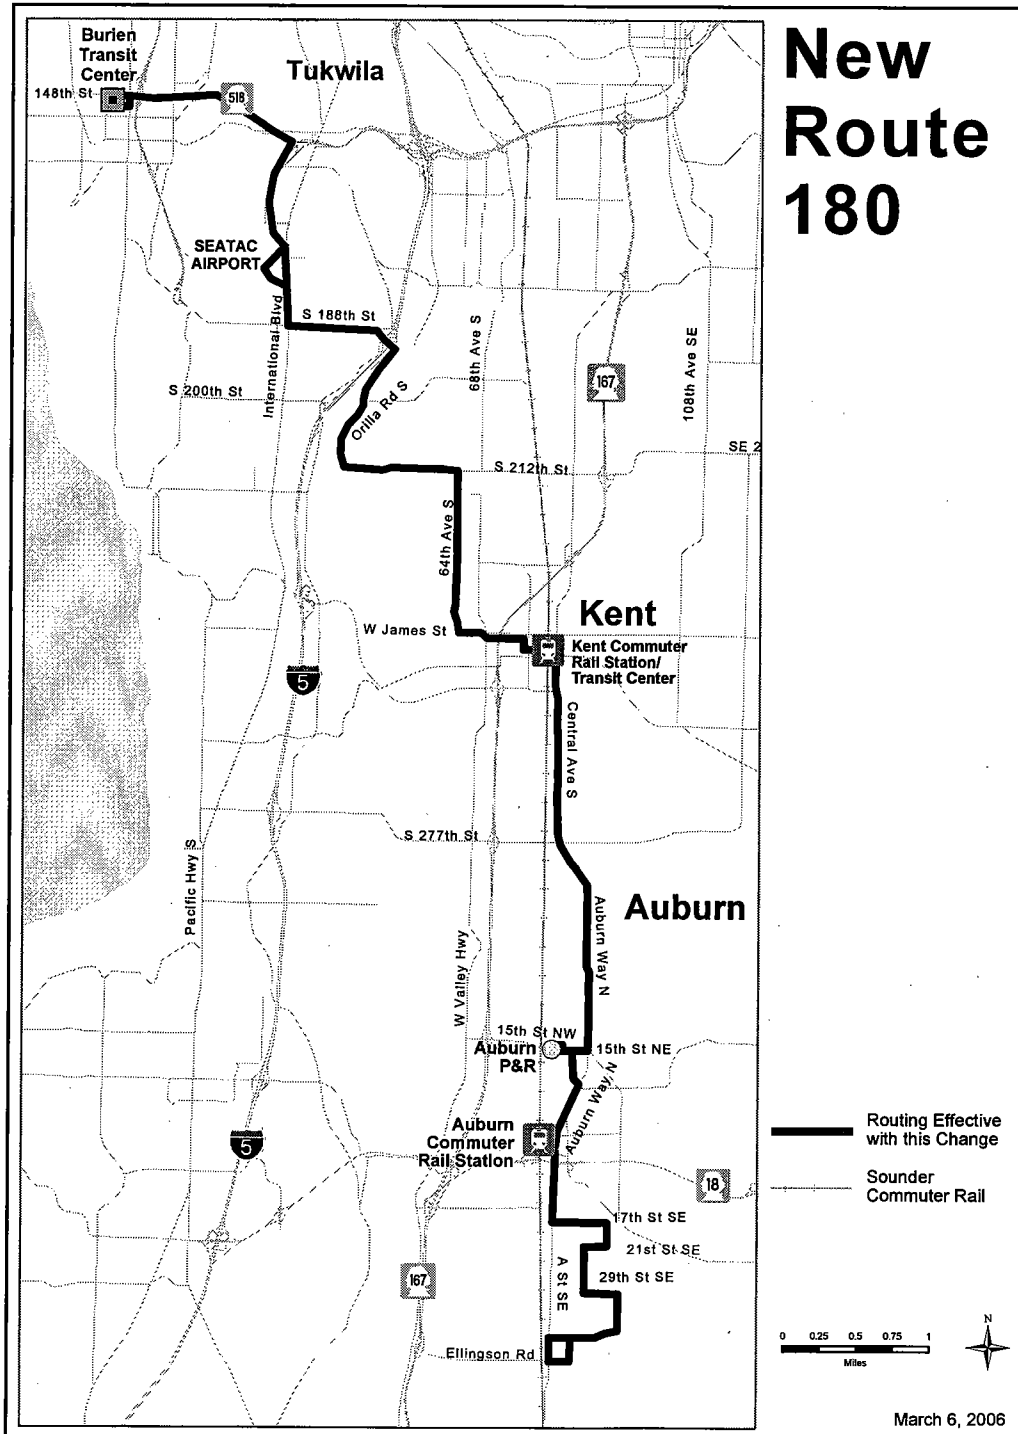 New
Route
180
Burien
Transit
Center
Tukwila
148th St
518
SEATAC
AIRPORT
S 188th St
International Blvd
68th Ave S
108th Ave SE
167
S 200th St
Orilla Rd S
SE 2
S 212th St
64th Ave S
Kent
W James St
Kent Commuter
Rail Station/
Transit Center
5
Central Ave S
S 277th St
Pacific Hwy S
Auburn
Auburn Way N
W Valley Hwy
15th St NW
Auburn
P&R
15th St NE
Auburn Way N
Auburn
Commuter
Rail Station
5
18
17th St SE
21st St SE
A St SE
29th St SE
167
Ellingson Rd
Routing Effective
with this Change
Sounder
Commuter Rail
N
0 0.25 0.5 0.75 1
Miles
March 6, 2006